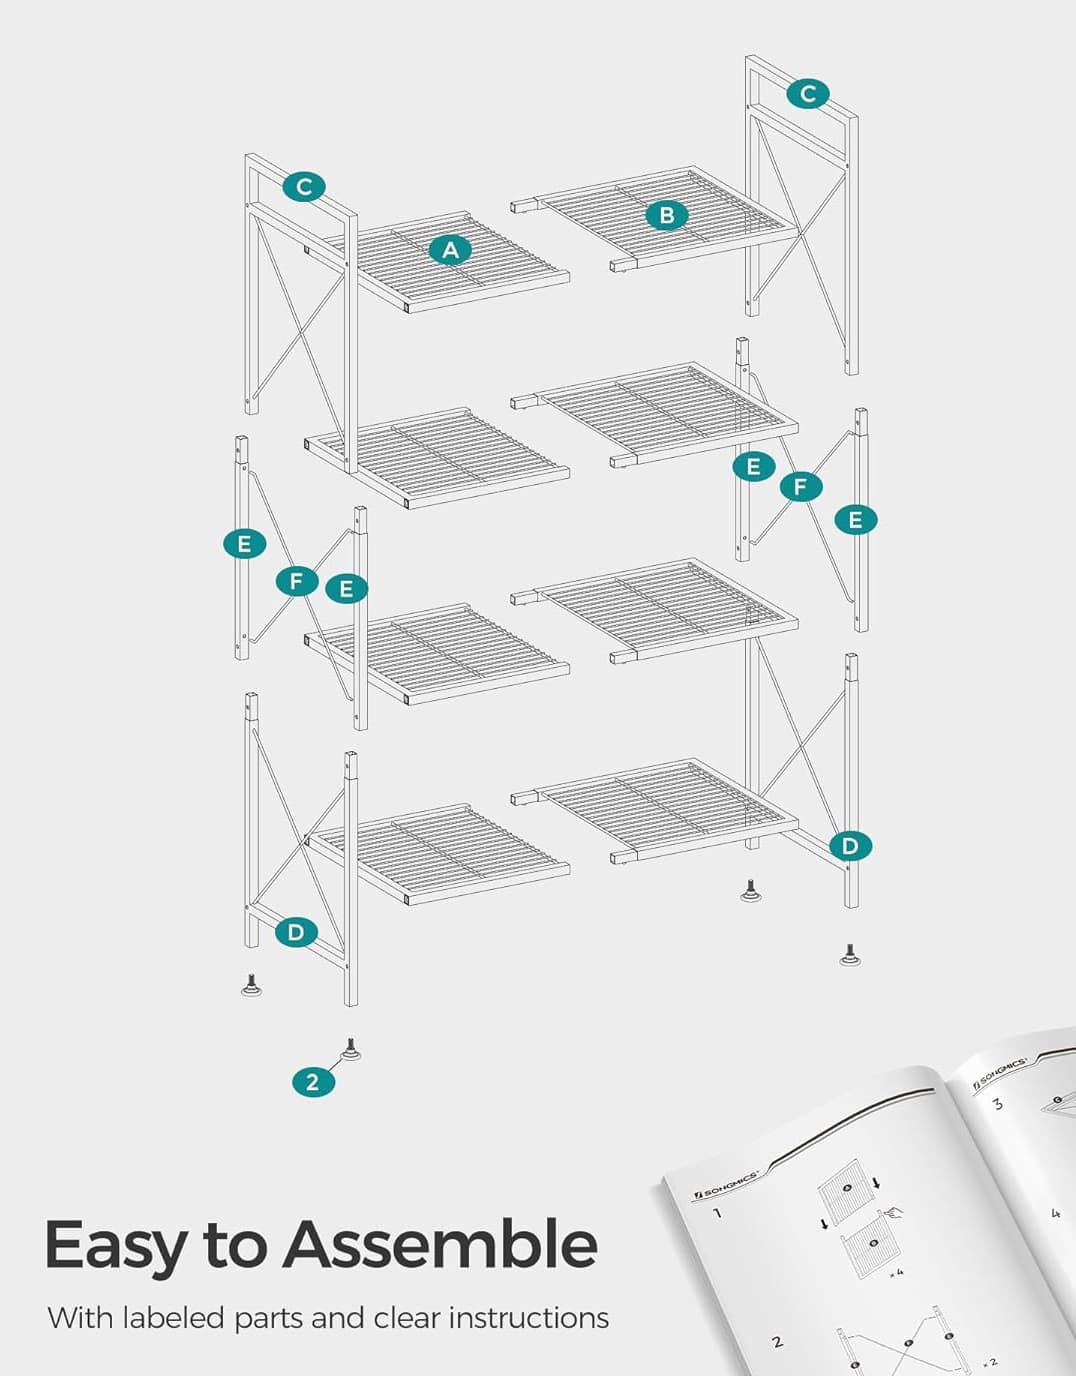 C
C
B
A
E
F
E
E
F
E
D
D
2
SONGMICS
3
SONGMICS
1
4
×4
2
×2
Easy to Assemble
With labeled parts and clear instructions